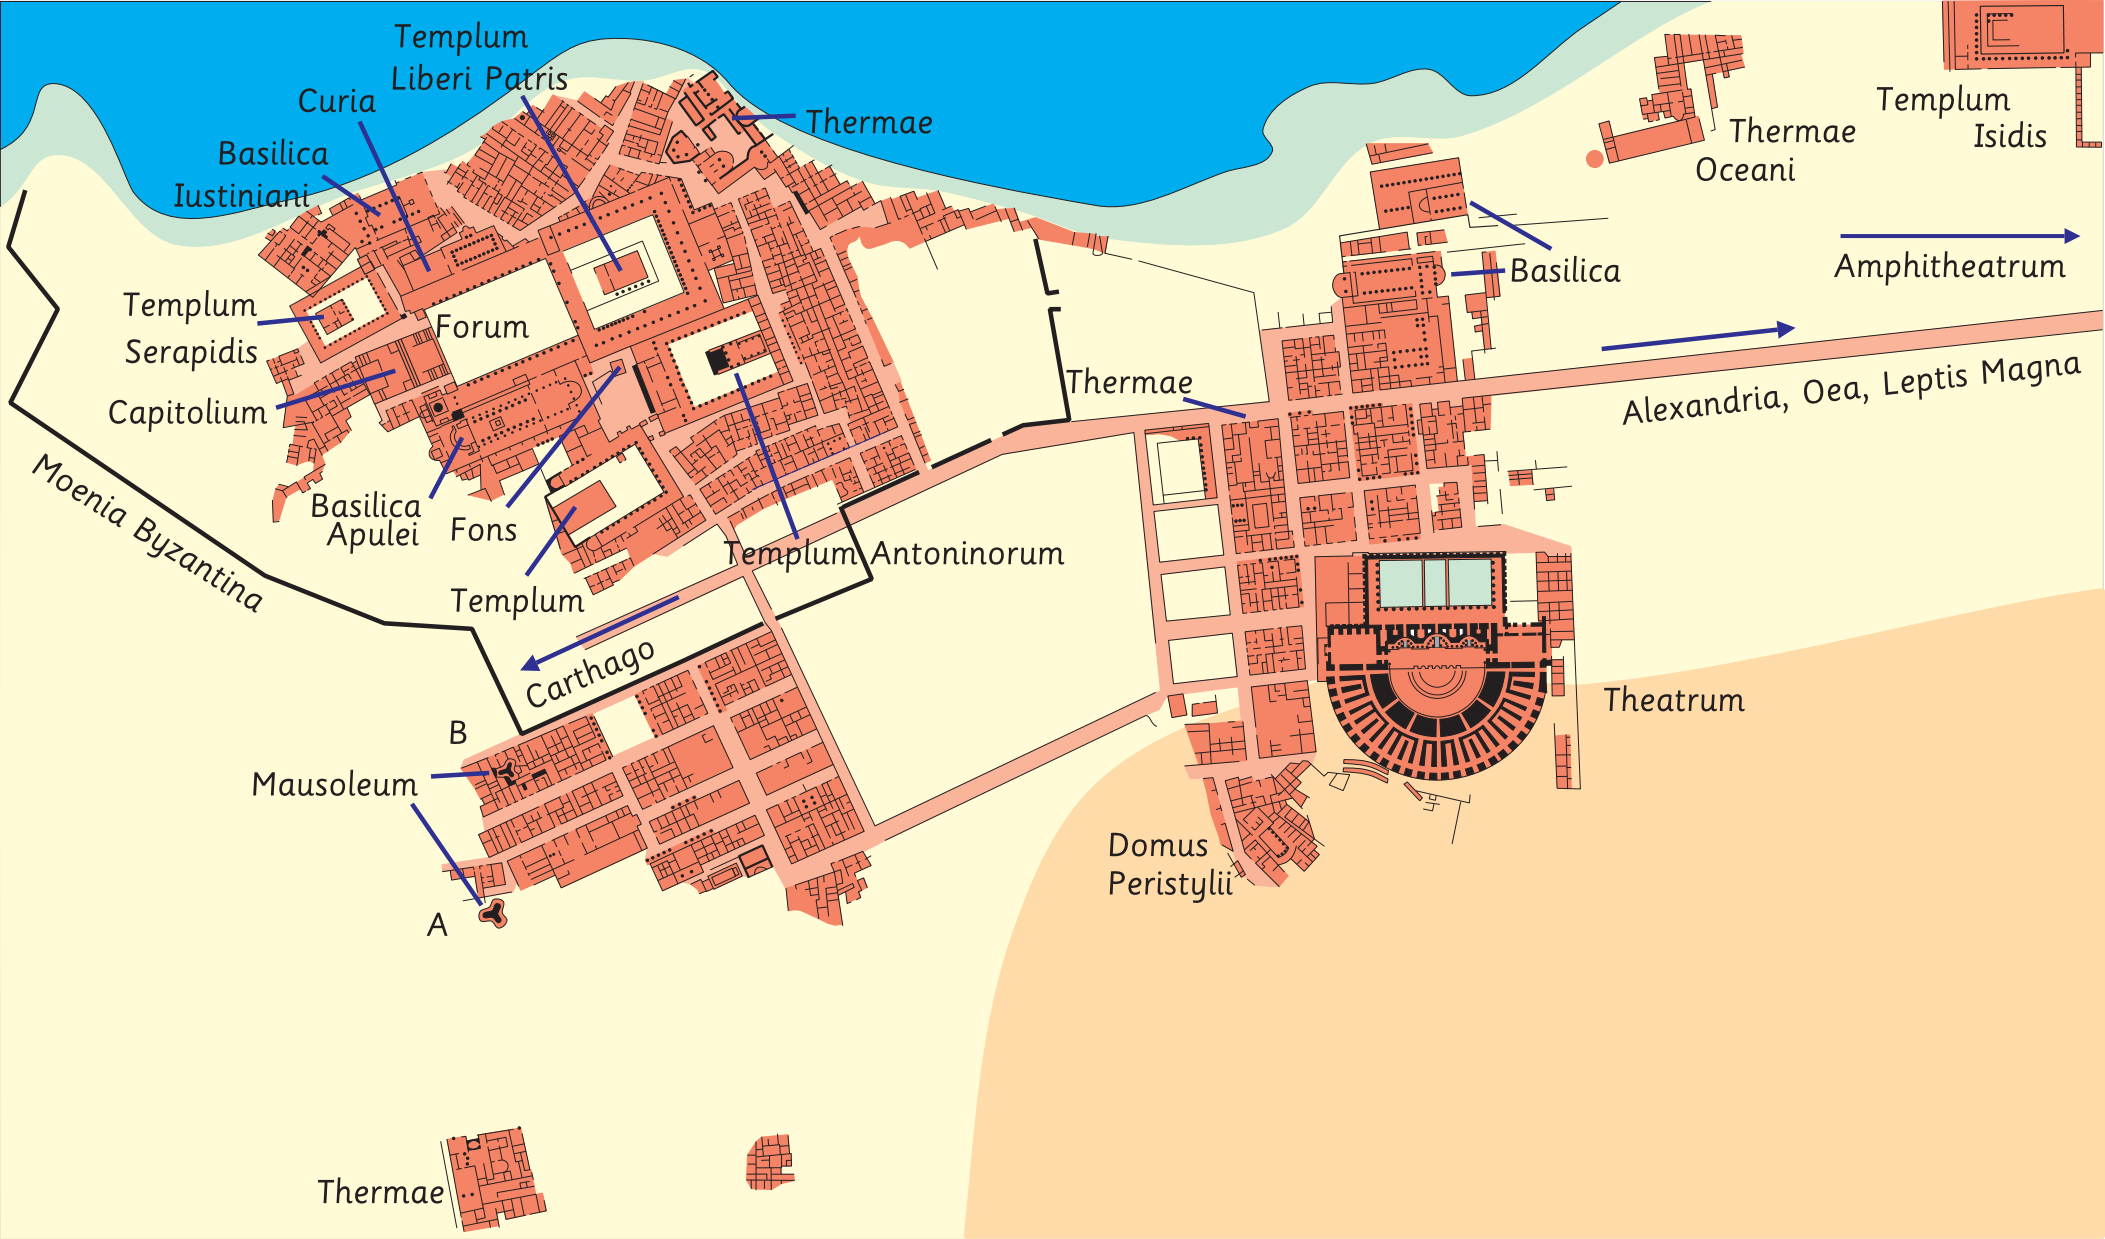 Templum
Liberi Patris
Curia
Thermae
Basilica
Iustiniani
Templum
Isidis
Thermae
Oceani
Basilica
Amphitheatrum
Templum
Serapidis
Forum
Capitolium
Thermae
Alexandria, Oea, Leptis Magna
Moenia Byzantina
Basilica
Apulei
Fons
Templum Antoninorum
Templum
Carthago
Theatrum
B
Mausoleum
A
Domus
Peristylii
Thermae